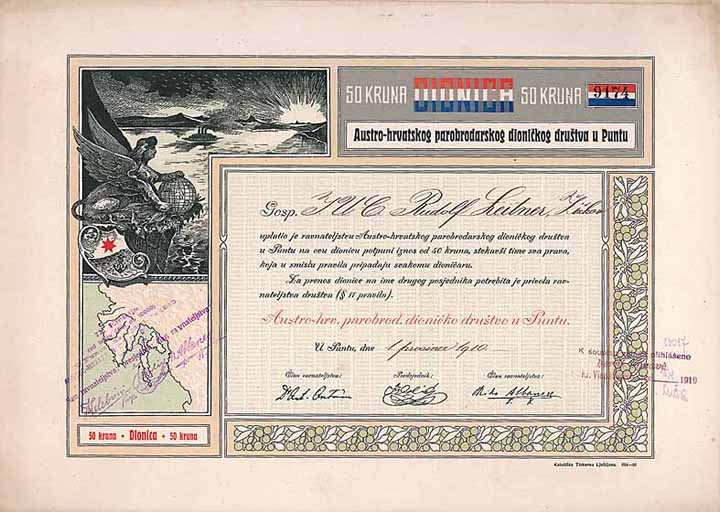 50 KRUNA DIONICA 50 KRUNA 9174
Austro-hrvatskog parobrodarskog dioničkog društva u Puntu
Gosp. IUC Rudolf Leitner,
uplatio je ravnateljstvu Austro-hrvatskog parobrodarskog dioničkog društva
u Puntu na ovu dionicu potpuni iznos od 50 kruna, stekavši time sva prava,
koja u smislu pravila pripadaju svakomu dioničaru.
Za prenos dionice na ime drugog posjednika potrebita je privola rav-
nateljstva društva (§ 17 pravila).
Austro-hrv. parobrod. dioničko društvo u Puntu.
U Puntu, dne 1 prosinca 1910
Član ravnateljstva: Predsjednik: Član ravnateljstva:
K soupisu přihlášeno
1919
50 kruna • Dionica • 50 kruna
Katolička Tiskarna Ljubljana.